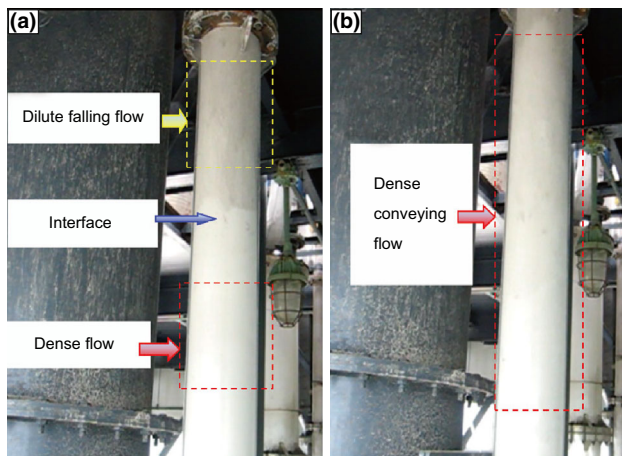 (a)
Dilute falling flow
Interface
Dense flow
(b)
Dense
conveying
flow